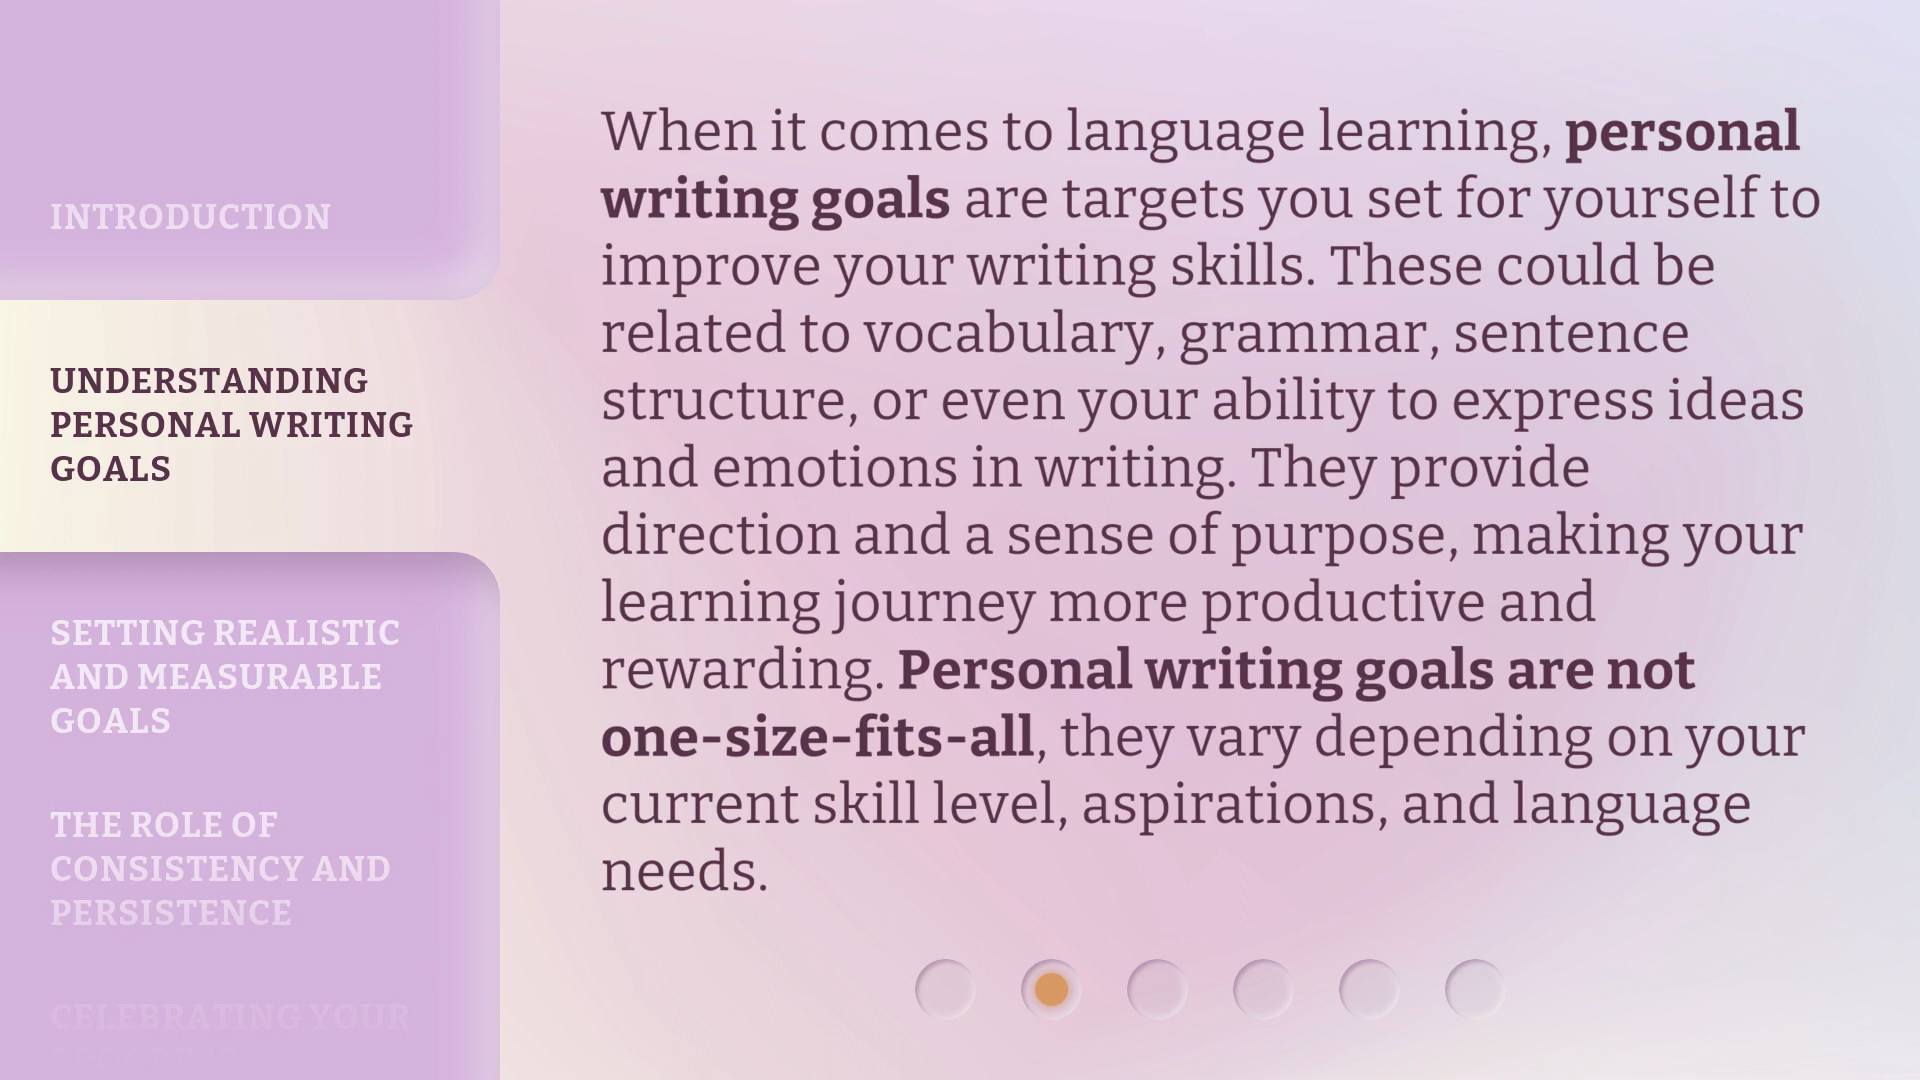 INTRODUCTION
UNDERSTANDING
PERSONAL WRITING
GOALS
SETTING REALISTIC
AND MEASURABLE
GOALS
THE ROLE OF
CONSISTENCY AND
PERSISTENCE
CELEBRATING YOUR
When it comes to language learning, personal
writing goals are targets you set for yourself to
improve your writing skills. These could be
related to vocabulary, grammar, sentence
structure, or even your ability to express ideas
and emotions in writing. They provide
direction and a sense of purpose, making your
learning journey more productive and
rewarding. Personal writing goals are not
one-size-fits-all, they vary depending on your
current skill level, aspirations, and language
needs.